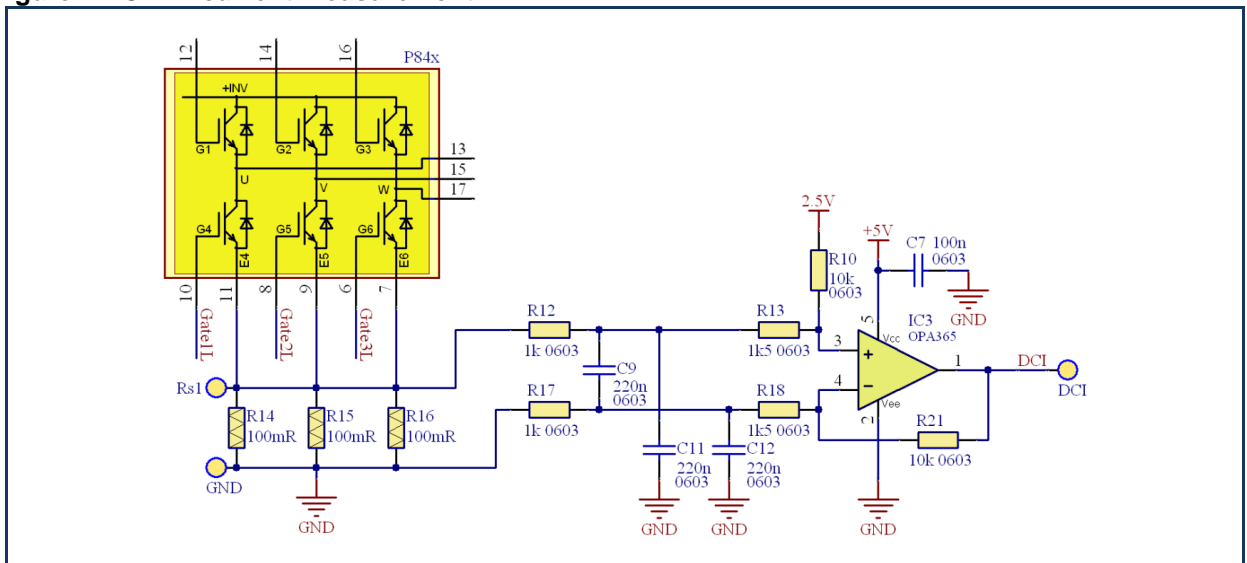 12
14
16
P84x
+INV
G1
G2
G3
13
15
17
U
V
W
G4
G5
G6
E4
E5
E6
10
11
8
9
6
7
Gate1L
Gate2L
Gate3L
2.5V
+5V
C7 100n
0603
R10
10k
0603
GND
R12
1k 0603
R13
1k5 0603
IC3
OPA365
5
Vcc
3
+
1
DCI
DCI
4
-
Vee
2
C9
220n
0603
Rs1
R17
1k 0603
R18
1k5 0603
R14
100mR
R15
100mR
R16
100mR
R21
10k 0603
C11
220n
0603
C12
220n
0603
GND
GND
GND
GND
GND